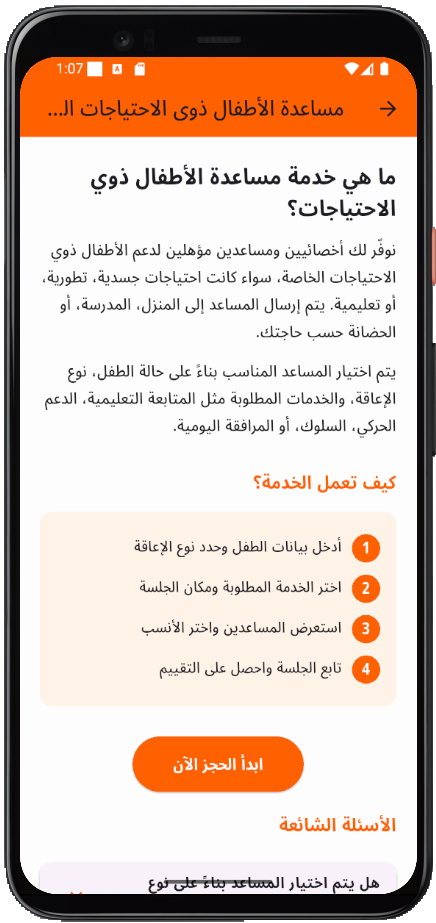 1:07
مساعدة الأطفال ذوي الاحتياجات ال...
ما هي خدمة مساعدة الأطفال ذوي
الاحتياجات؟
نوفّر لك أخصائيين ومساعدين مؤهلين لدعم الأطفال ذوي
الاحتياجات الخاصة، سواء كانت احتياجات جسدية، تطورية،
أو تعليمية. يتم إرسال المساعد إلى المنزل، المدرسة، أو
الحضانة حسب حاجتك.
يتم اختيار المساعد المناسب بناءً على حالة الطفل، نوع
الإعاقة، والخدمات المطلوبة مثل المتابعة التعليمية، الدعم
الحركي، السلوك، أو المرافقة اليومية.
كيف تعمل الخدمة؟
1 أدخل بيانات الطفل وحدد نوع الإعاقة
2 اختر الخدمة المطلوبة ومكان الجلسة
3 استعرض المساعدين واختر الأنسب
4 تابع الجلسة واحصل على التقييم
ابدأ الحجز الآن
الأسئلة الشائعة
هل يتم اختيار المساعد بناءً على نوع